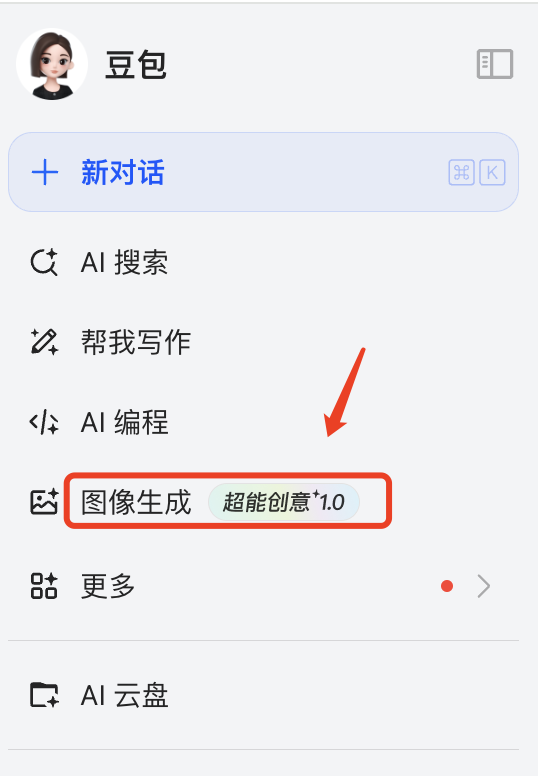 豆包
新对话 ⌘ K
AI 搜索
帮我写作
AI 编程
图像生成 超能创意1.0
更多
AI 云盘